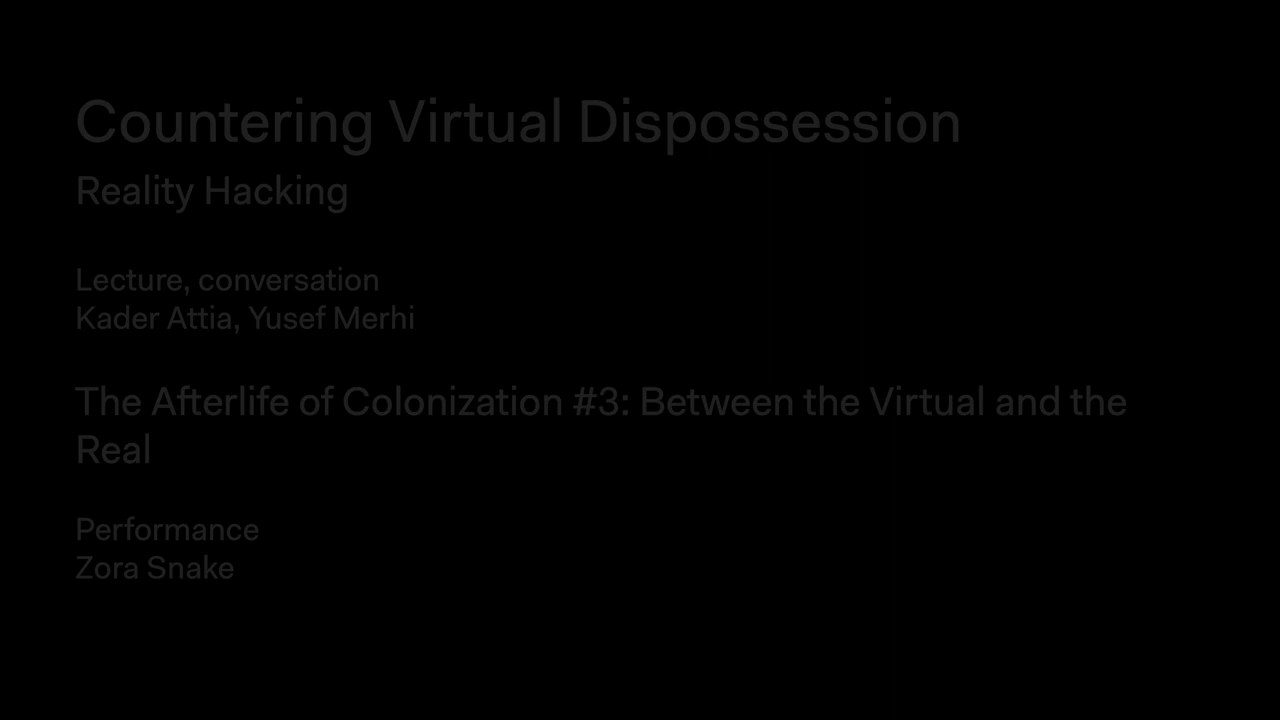 Countering Virtual Dispossession
Reality Hacking
Lecture, conversation
Kader Attia, Yusef Merhi
The Afterlife of Colonization #3: Between the Virtual and the
Real
Performance
Zora Snake